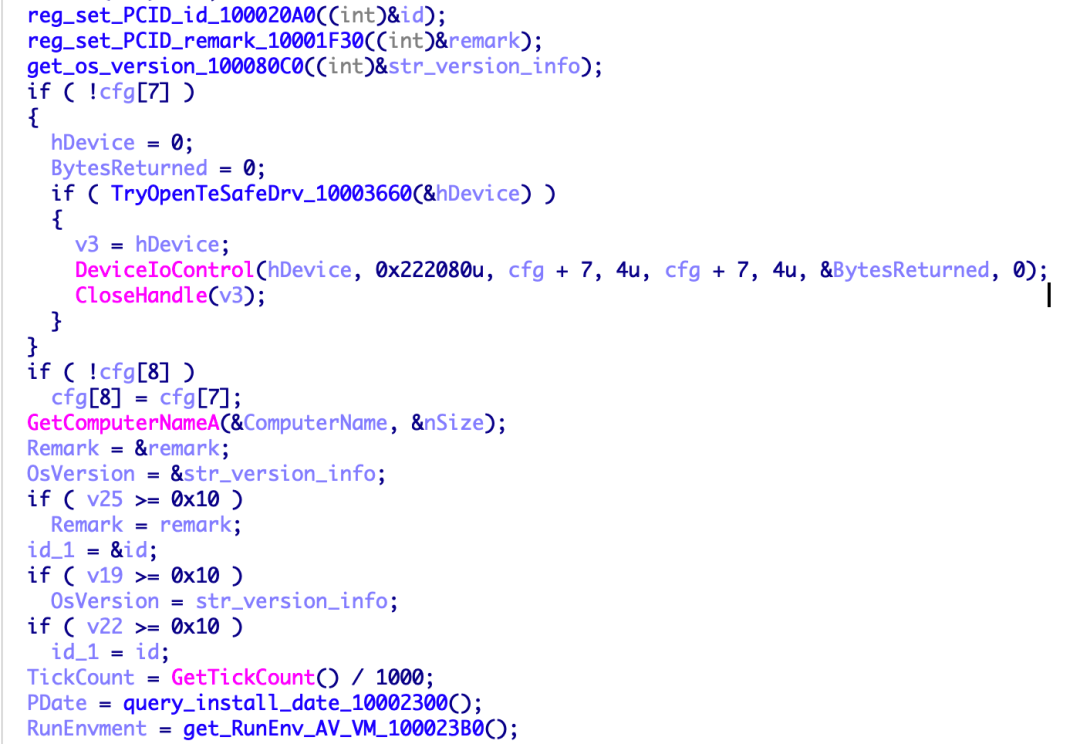 reg_set_PCID_id_100020A0((int)&id);
reg_set_PCID_remark_10001F30((int)&remark);
get_os_version_100080C0((int)&str_version_info);
if ( !cfg[7] )
{
  hDevice = 0;
  BytesReturned = 0;
  if ( TryOpenTeSafeDrv_10003660(&hDevice) )
  {
    v3 = hDevice;
    DeviceIoControl(hDevice, 0x222080u, cfg + 7, 4u, cfg + 7, 4u, &BytesReturned, 0);
    CloseHandle(v3);
  }
}
if ( !cfg[8] )
  cfg[8] = cfg[7];
GetComputerNameA(&ComputerName, &nSize);
Remark = &remark;
OsVersion = &str_version_info;
if ( v25 >= 0x10 )
  Remark = remark;
id_1 = &id;
if ( v19 >= 0x10 )
  OsVersion = str_version_info;
if ( v22 >= 0x10 )
  id_1 = id;
TickCount = GetTickCount() / 1000;
PDate = query_install_date_10002300();
RunEnvment = get_RunEnv_AV_VM_100023B0();